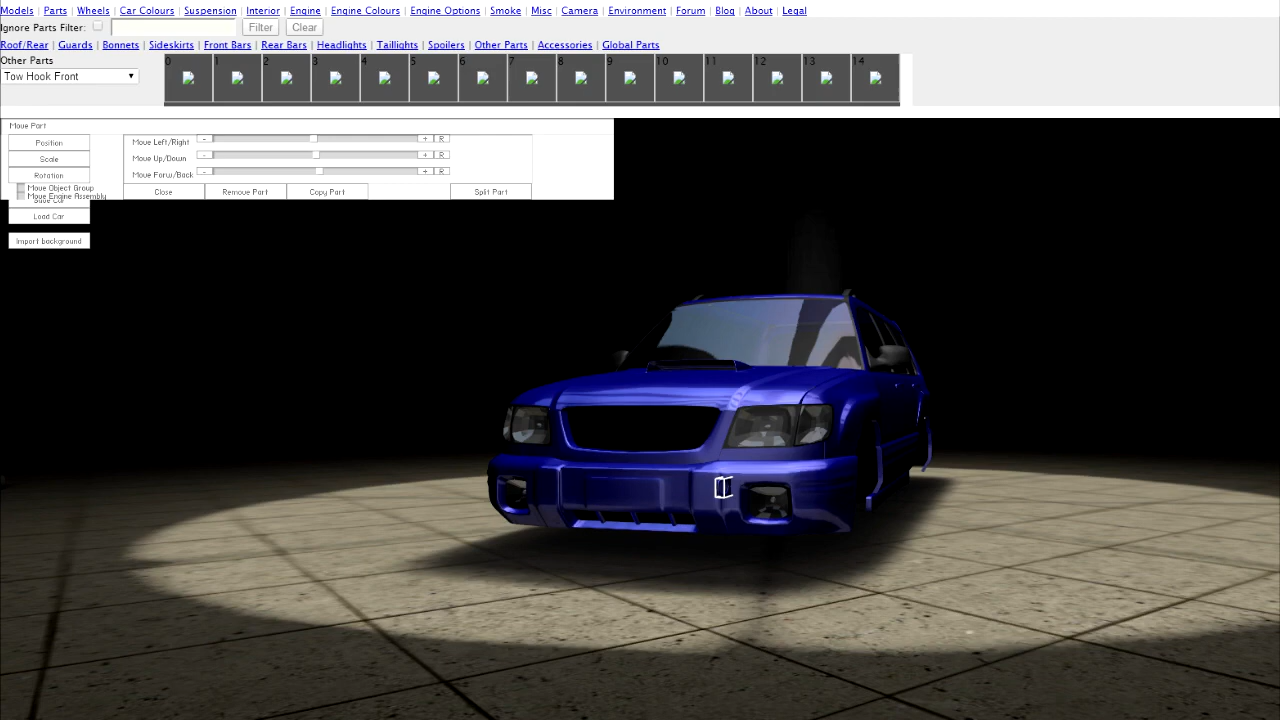 Models | Parts | Wheels | Car Colours | Suspension | Interior | Engine | Engine Colours | Engine Options | Smoke | Misc | Camera | Environment | Forum | Blog | About | Legal
Ignore Parts Filter: Filter Clear
Roof/Rear | Guards | Bonnets | Sideskirts | Front Bars | Rear Bars | Headlights | Taillights | Spoilers | Other Parts | Accessories | Global Parts
Other Parts
0 1 2 3 4 5 6 7 8 9 10 11 12 13 14
Tow Hook Front
Move Part
Position
Scale
Rotation
Move Object Group
Move Engine Assembly
Save Car
Load Car
Import background
Move Left/Right - + R
Move Up/Down - + R
Move Forw/Back - + R
Close Remove Part Copy Part Split Part